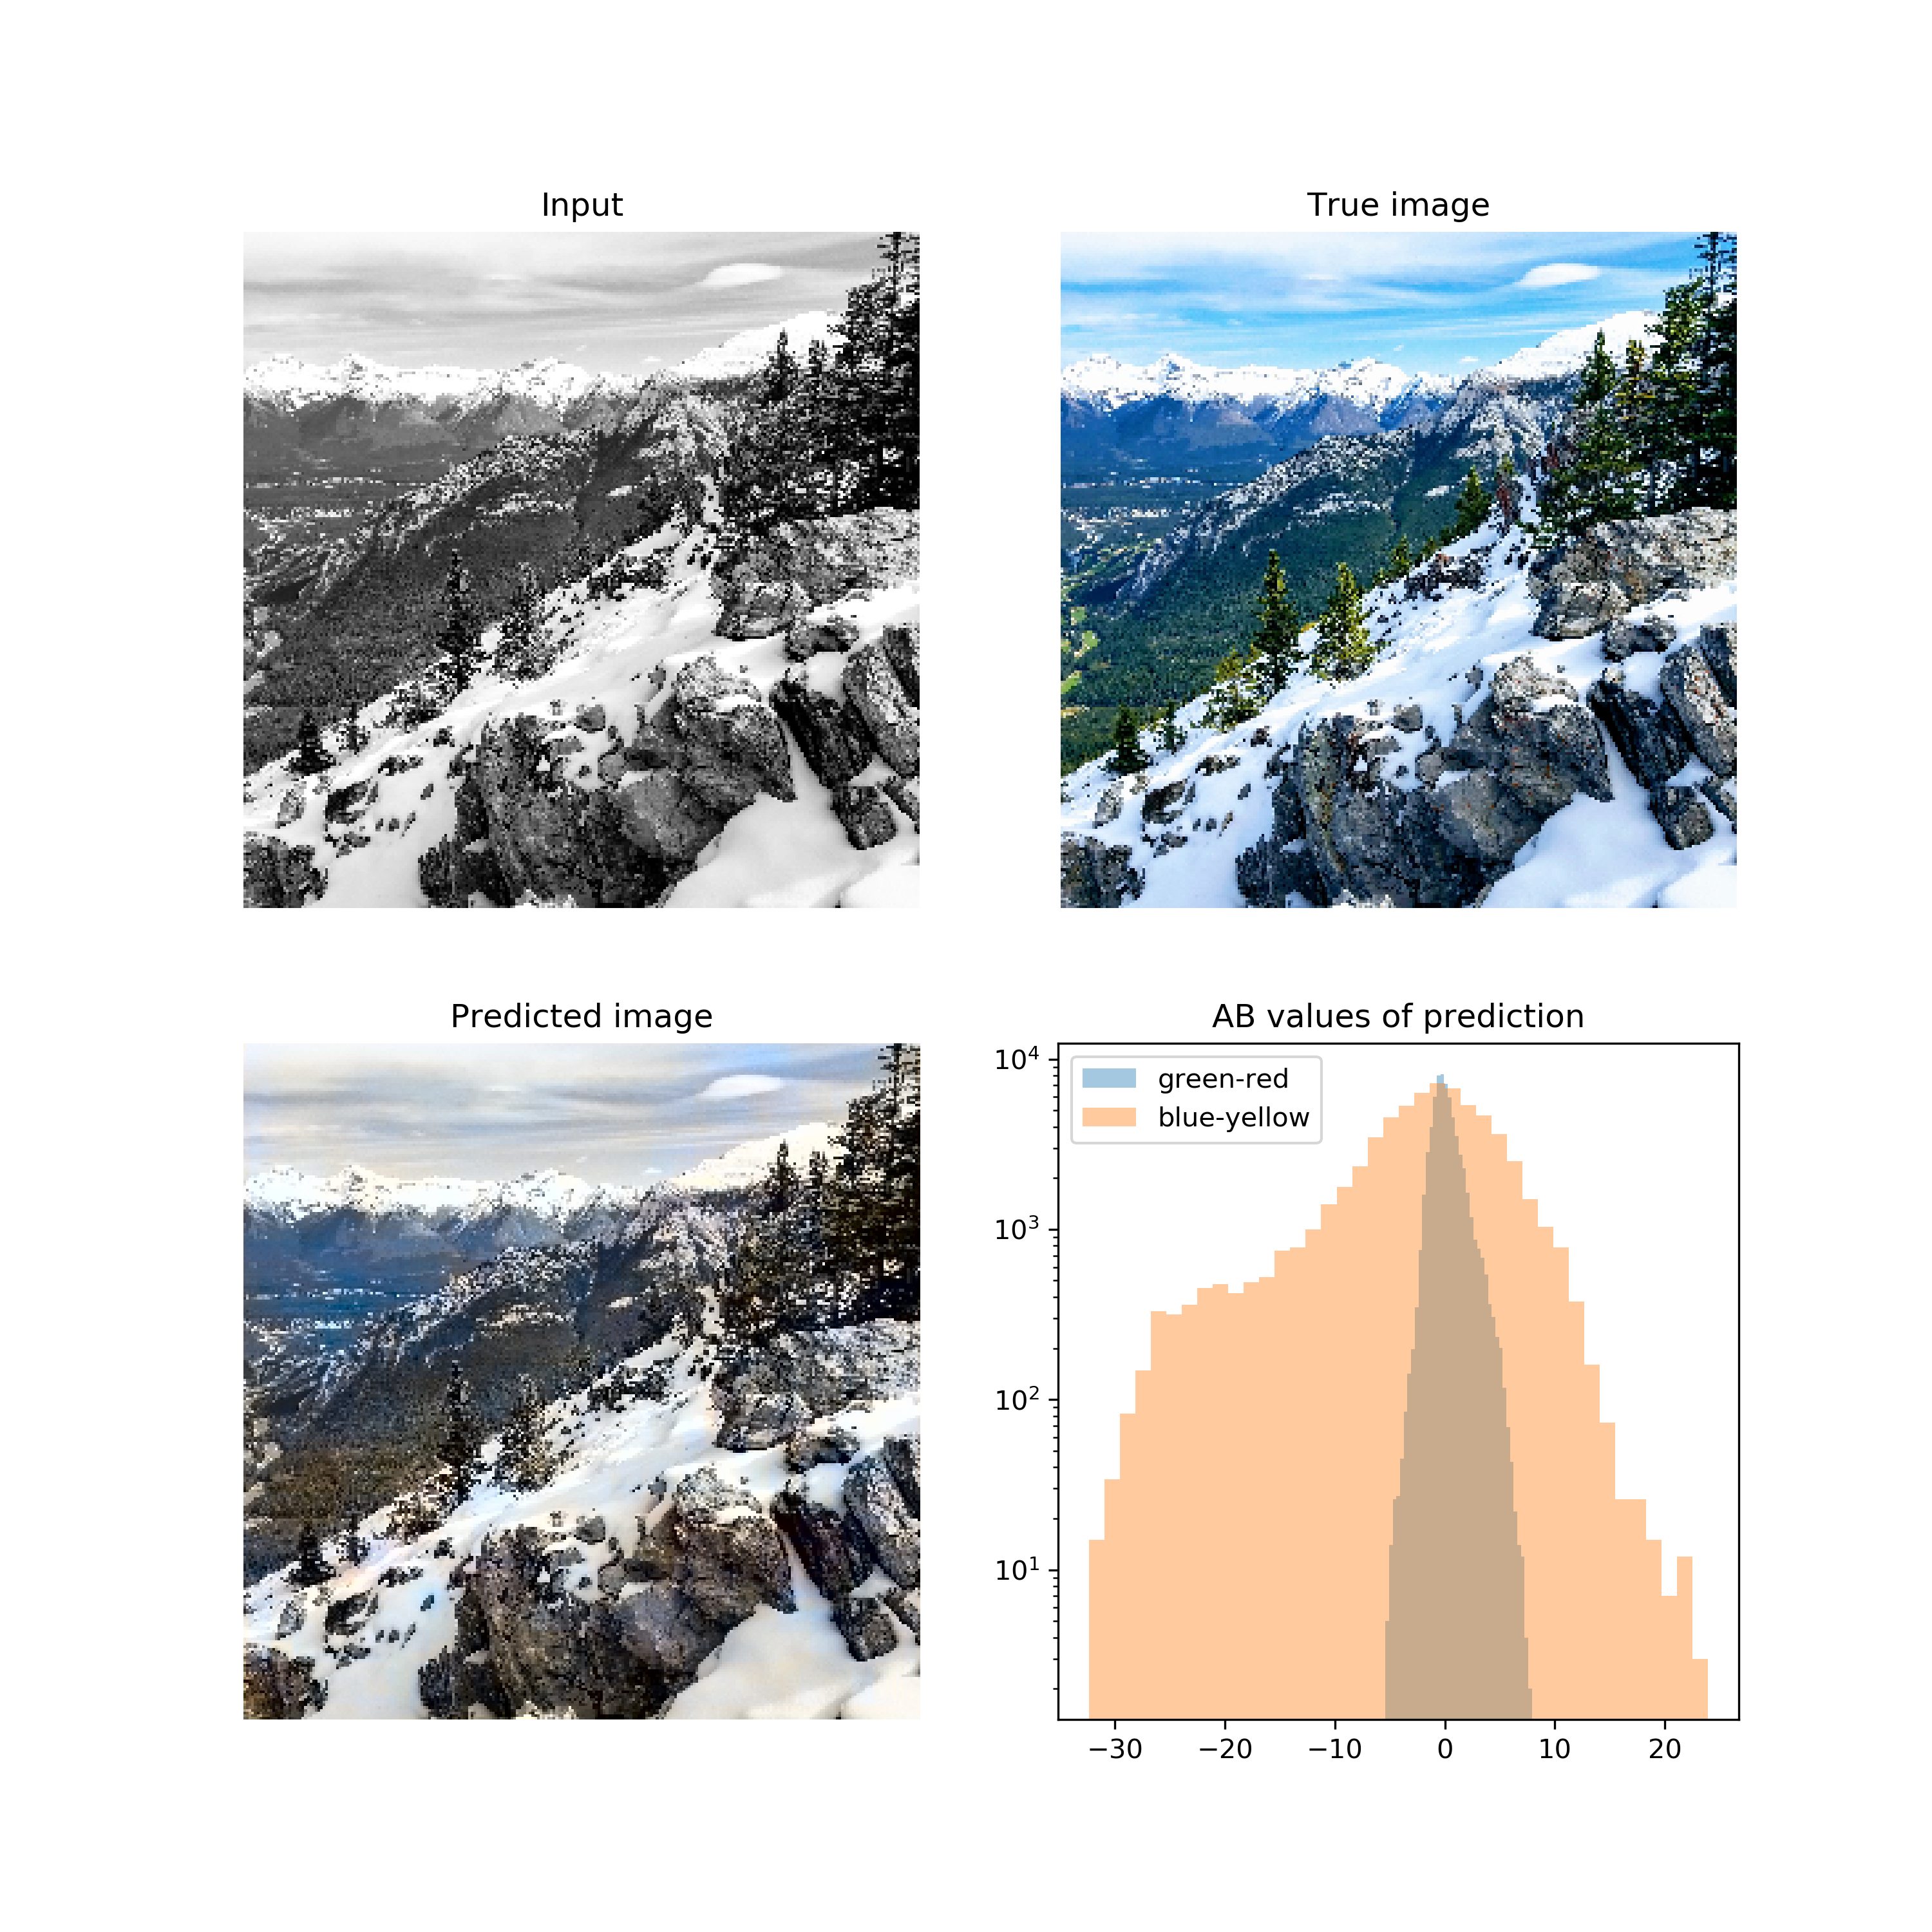 Input
True image
Predicted image
AB values of prediction
green-red
blue-yellow
10⁴
10³
10²
10¹
−30 −20 −10 0 10 20